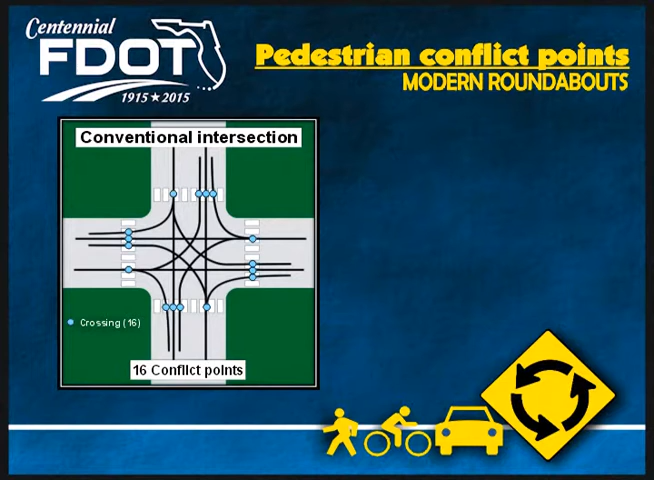 Centennial
FDOT
1915★2015
Pedestrian conflict points
MODERN ROUNDABOUTS
Conventional intersection
Crossing (16)
16 Conflict points